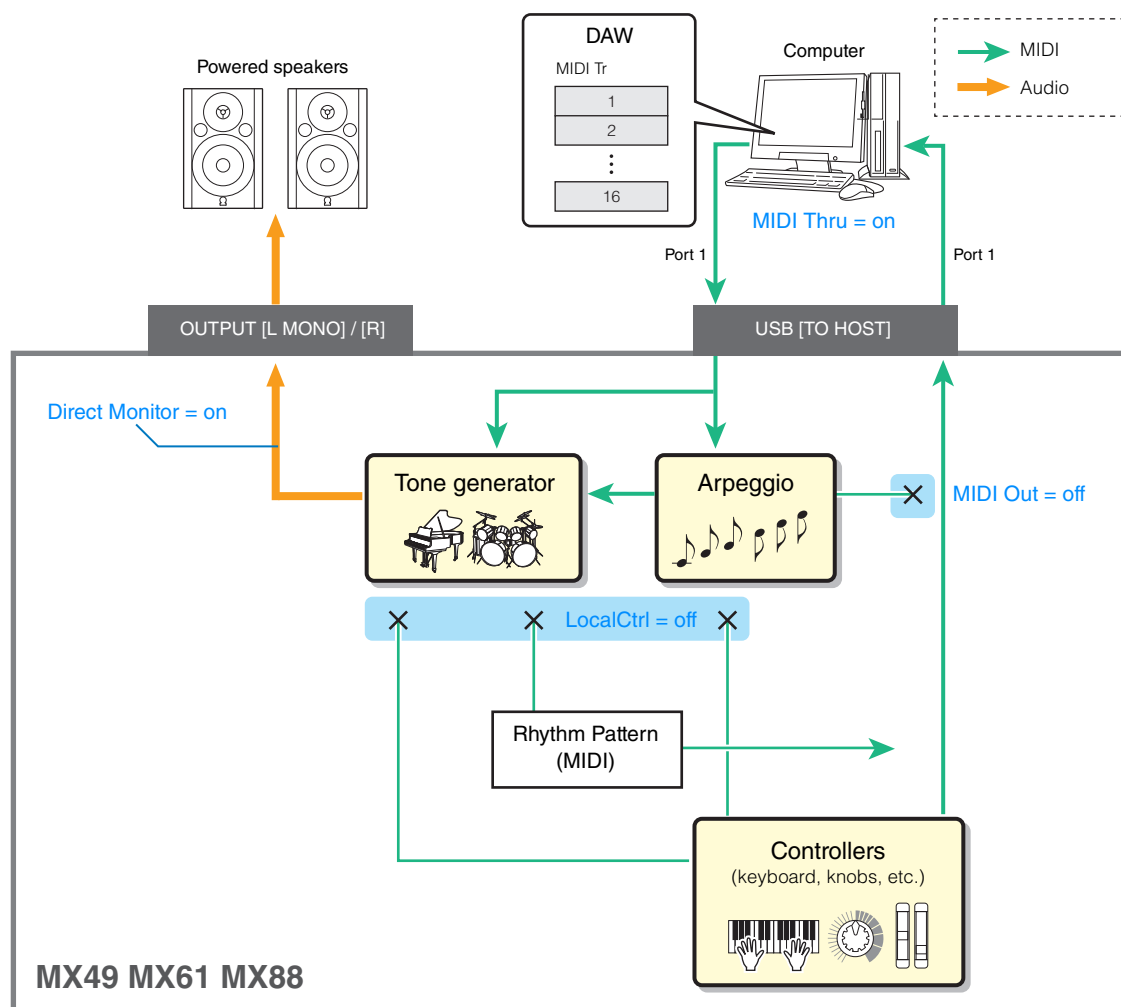 DAW
MIDI Tr
1
2
16
Computer
MIDI
Audio
Powered speakers
MIDI Thru = on
Port 1
Port 1
OUTPUT [L MONO] / [R]
USB [TO HOST]
Direct Monitor = on
Tone generator
Arpeggio
MIDI Out = off
LocalCtrl = off
Rhythm Pattern
(MIDI)
Controllers
(keyboard, knobs, etc.)
MX49 MX61 MX88